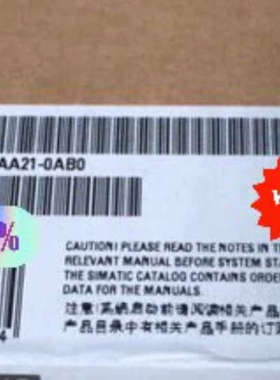 AA21-0AB0
%
CAUTION! PLEASE READ THE NOTES IN T
RELEVANT MANUAL BEFORE SYSTEM STA
THE SIMATIC CATALOG CONTAINS ORDE
DATA FOR THE MANUALS.
注意:系统启动前请阅读相关产品
产品目录中有相关产品手册的订
4